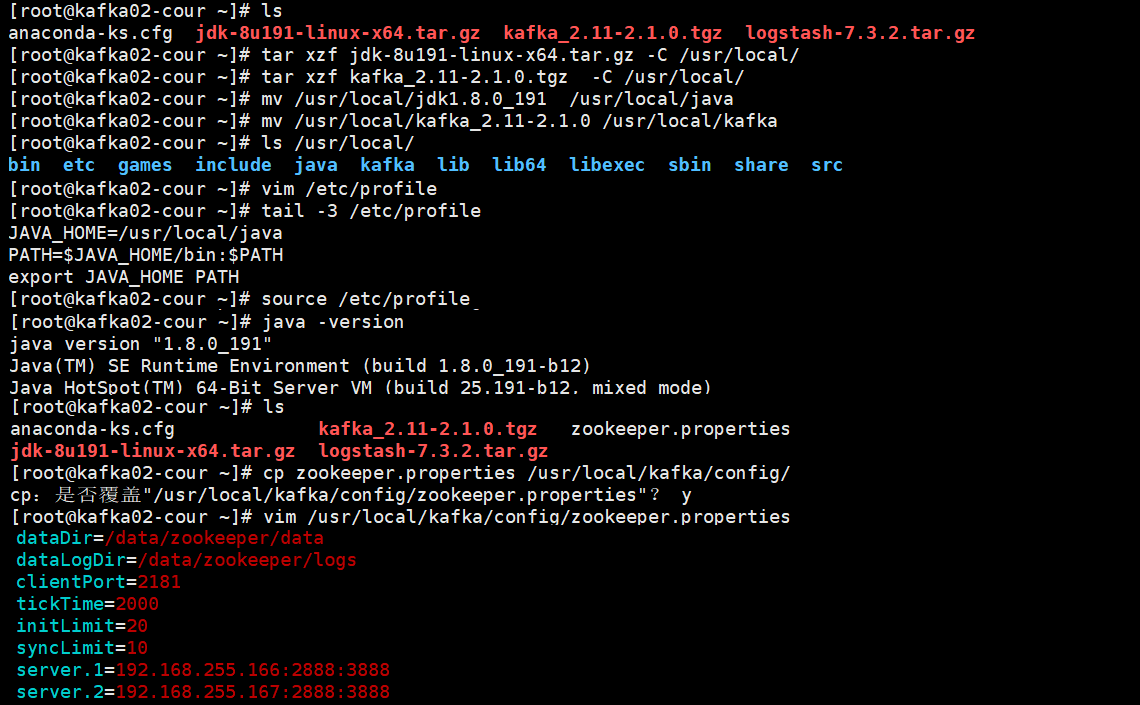 [root@kafka02-cour ~]# ls
anaconda-ks.cfg  jdk-8u191-linux-x64.tar.gz  kafka_2.11-2.1.0.tgz  logstash-7.3.2.tar.gz
[root@kafka02-cour ~]# tar xzf jdk-8u191-linux-x64.tar.gz -C /usr/local/
[root@kafka02-cour ~]# tar xzf kafka_2.11-2.1.0.tgz  -C /usr/local/
[root@kafka02-cour ~]# mv /usr/local/jdk1.8.0_191  /usr/local/java
[root@kafka02-cour ~]# mv /usr/local/kafka_2.11-2.1.0 /usr/local/kafka
[root@kafka02-cour ~]# ls /usr/local/
bin  etc  games  include  java  kafka  lib  lib64  libexec  sbin  share  src
[root@kafka02-cour ~]# vim /etc/profile
[root@kafka02-cour ~]# tail -3 /etc/profile
JAVA_HOME=/usr/local/java
PATH=$JAVA_HOME/bin:$PATH
export JAVA_HOME PATH
[root@kafka02-cour ~]# source /etc/profile
[root@kafka02-cour ~]# java -version
java version "1.8.0_191"
Java(TM) SE Runtime Environment (build 1.8.0_191-b12)
Java HotSpot(TM) 64-Bit Server VM (build 25.191-b12, mixed mode)
[root@kafka02-cour ~]# ls
anaconda-ks.cfg             kafka_2.11-2.1.0.tgz   zookeeper.properties
jdk-8u191-linux-x64.tar.gz  logstash-7.3.2.tar.gz
[root@kafka02-cour ~]# cp zookeeper.properties /usr/local/kafka/config/
cp：是否覆盖"/usr/local/kafka/config/zookeeper.properties"？ y
[root@kafka02-cour ~]# vim /usr/local/kafka/config/zookeeper.properties
dataDir=/data/zookeeper/data
dataLogDir=/data/zookeeper/logs
clientPort=2181
tickTime=2000
initLimit=20
syncLimit=10
server.1=192.168.255.166:2888:3888
server.2=192.168.255.167:2888:3888